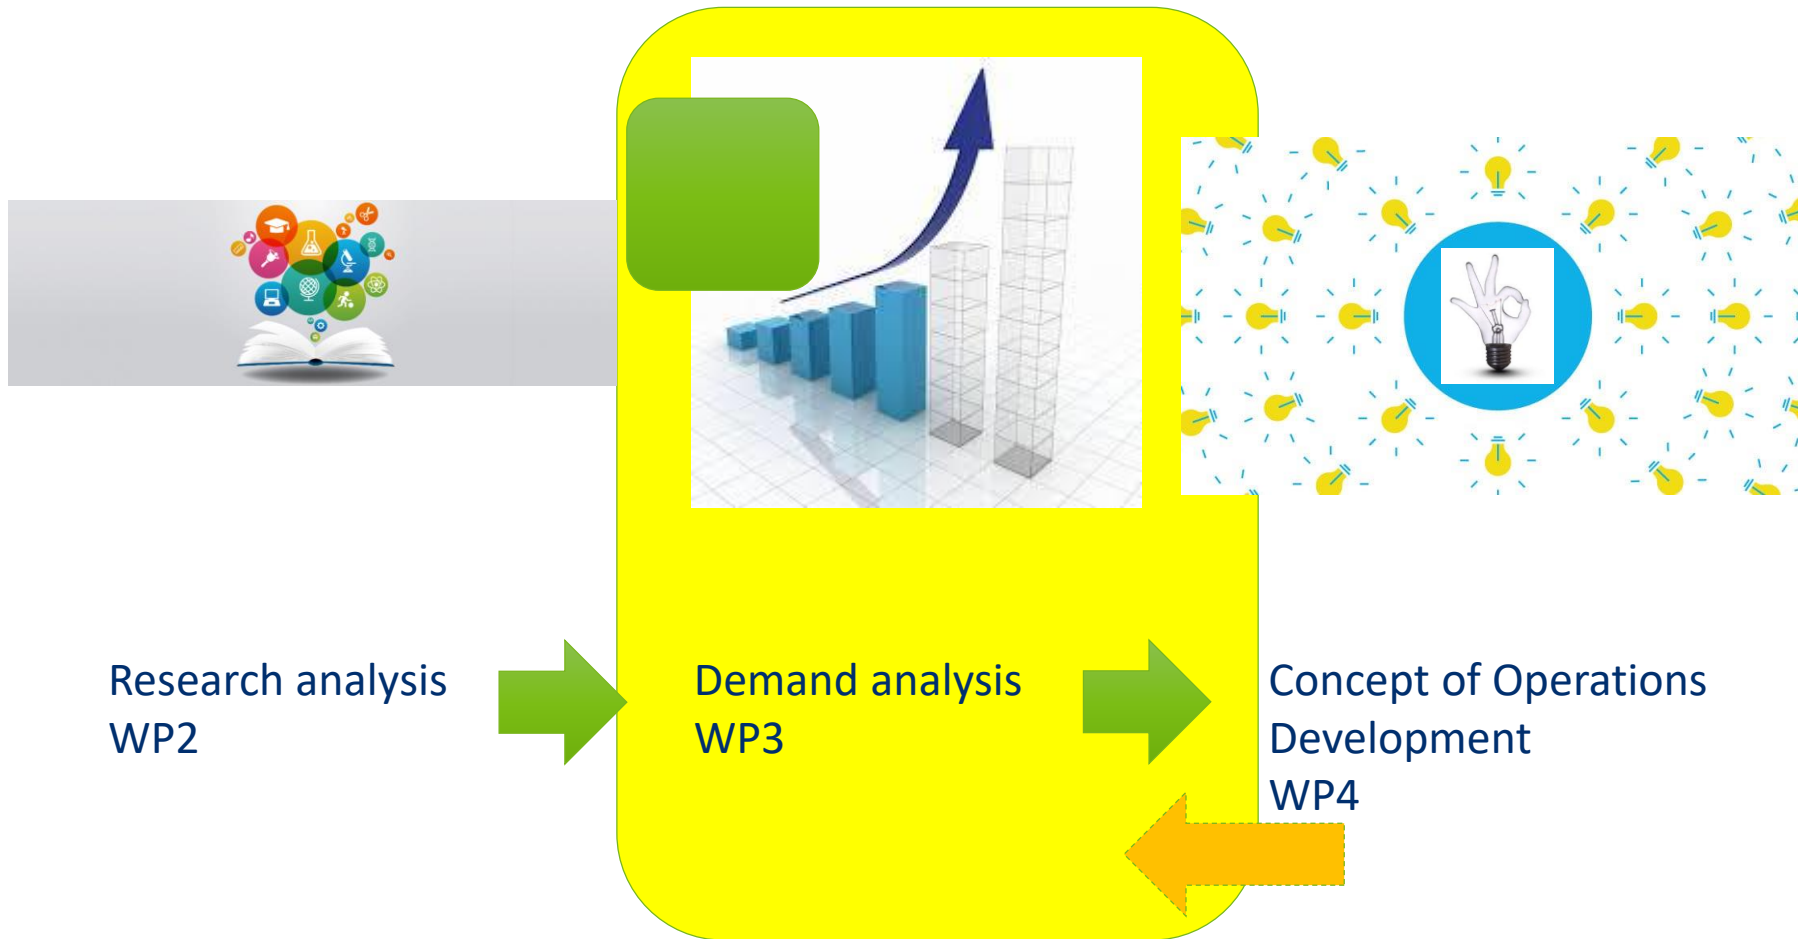 Research analysis
WP2
Demand analysis
WP3
Concept of Operations
Development
WP4